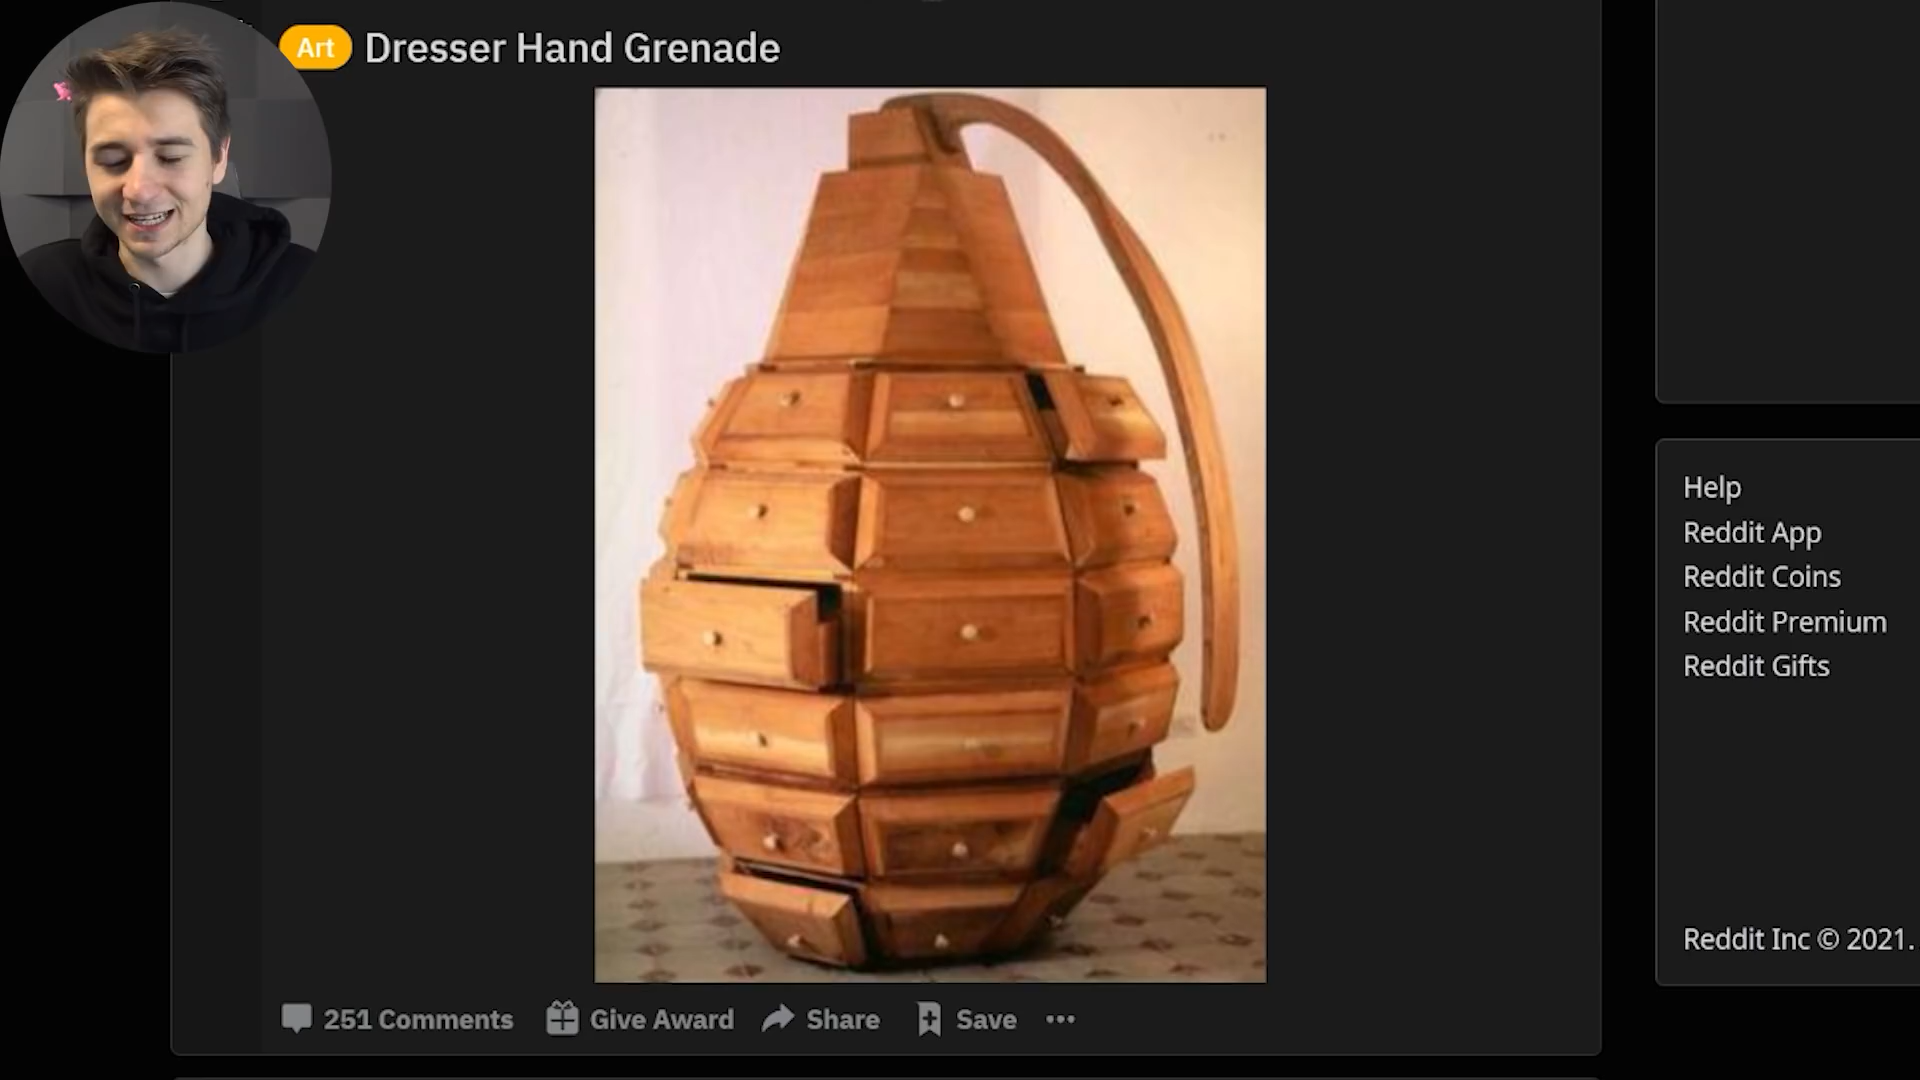 Art Dresser Hand Grenade
Help
Reddit App
Reddit Coins
Reddit Premium
Reddit Gifts
Reddit Inc © 2021.
251 Comments Give Award Share Save